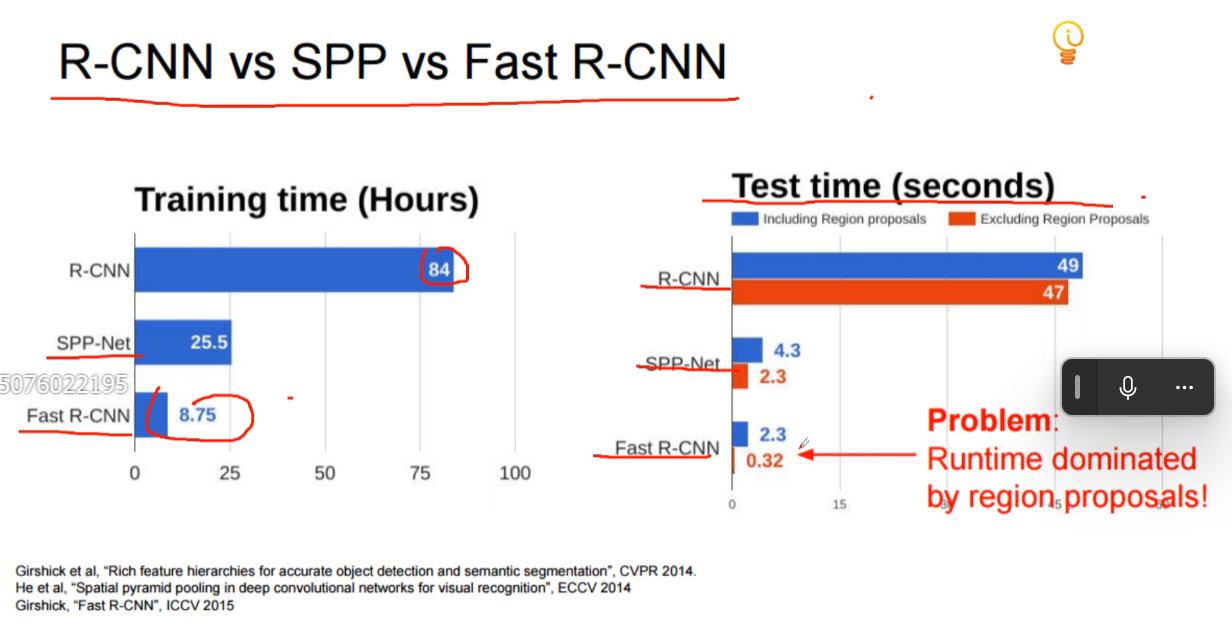 R-CNN vs SPP vs Fast R-CNN
Training time (Hours)
R-CNN
84
SPP-Net
25.5
5076022195
Fast R-CNN
8.75
0 25 50 75 100
Test time (seconds)
Including Region proposals Excluding Region Proposals
R-CNN
49
47
SPP-Net
4.3
2.3
Fast R-CNN
2.3
0.32
Problem:
Runtime dominated
by region proposals!
0 15
Girshick et al, “Rich feature hierarchies for accurate object detection and semantic segmentation”, CVPR 2014.
He et al, “Spatial pyramid pooling in deep convolutional networks for visual recognition”, ECCV 2014
Girshick, “Fast R-CNN”, ICCV 2015